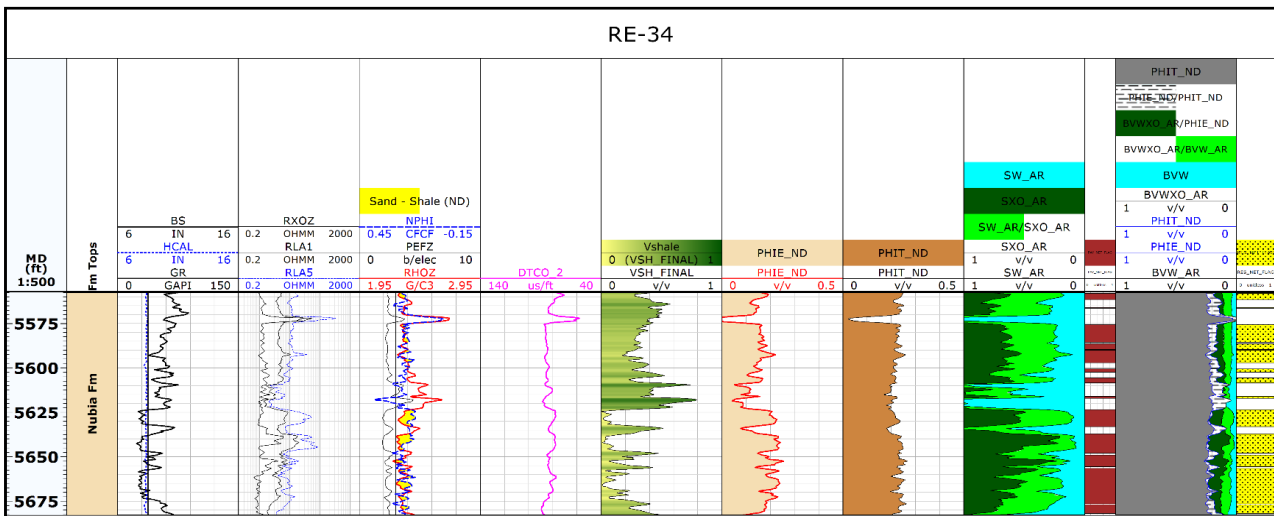 RE-34
PHIT_ND
PHIE_ND/PHIT_ND
BVWXO_AR/PHIE_ND
BVWXO_AR/BVW_AR
SW_AR
BVW
Sand - Shale (ND)
SXO_AR
BVWXO_AR
1 v/v 0
BS
RXOZ
NPHI
SW_AR/SXO_AR
PHIT_ND
6 IN 16
0.2 OHMM 2000
0.45 CFCF -0.15
1 v/v 0
HCAL
RLA1
PEFZ
Vshale
PHIE_ND
PHIT_ND
SXO_AR
PHIE_ND
MD
(ft)
1:500
Fm Tops
6 IN 16
0.2 OHMM 2000
0 b/elec 10
0 (VSH_FINAL) 1
1 v/v 0
1 v/v 0
GR
RLA5
RHOZ
DTCO_2
VSH_FINAL
PHIE_ND
PHIT_ND
SW_AR
BVW_AR
0 GAPI 150
0.2 OHMM 2000
1.95 G/C3 2.95
140 us/ft 40
0 v/v 1
0 v/v 0.5
0 v/v 0.5
1 v/v 0
1 v/v 0
Nubia Fm
5575
5600
5625
5650
5675